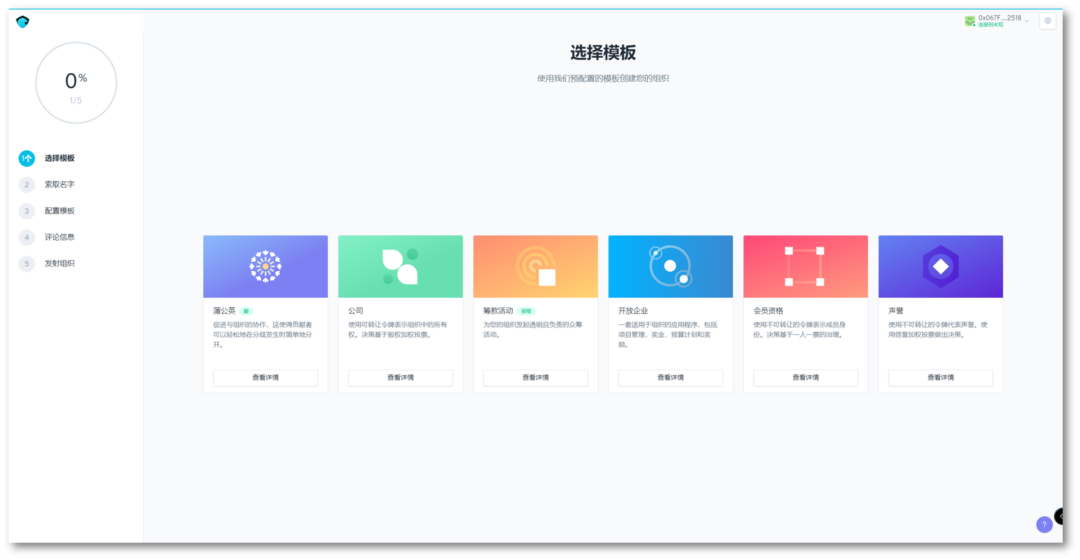 0x067F...2518
选择模板
使用我们预配置的模板创建您的组织
0%
1/5
1个 选择模板
2 索取名字
3 配置模板
4 评论信息
5 发射组织
蒲公英 新
促进与组织的协作，这使得贡献者
可以轻松地在分歧发生时简单地分
开。
查看详情
公司
使用可转让令牌表示组织中的所有
权。决策基于股权加权投票。
查看详情
筹款活动
为您的组织发起透明且负责的众筹
活动。
查看详情
开放企业
一套适用于组织的应用程序，包括
项目管理、奖金、预算计划和奖
励。
查看详情
会员资格
使用不可转让的令牌表示成员身
份。决策基于一人一票的治理。
查看详情
声誉
使用不可转让的令牌代表声誉。使
用信誉加权投票做出决策。
查看详情
?